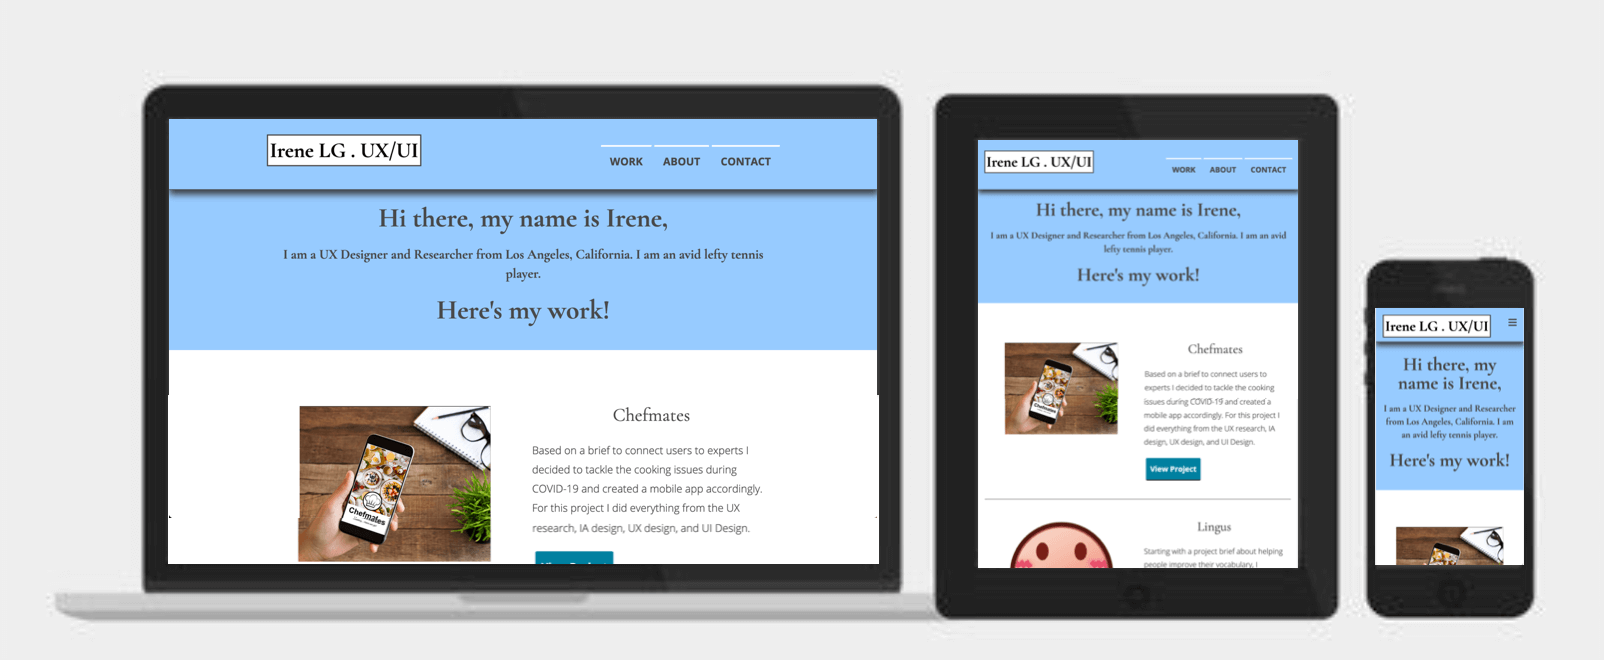 Irene LG . UX/UI
WORK ABOUT CONTACT
Hi there, my name is Irene,
I am a UX Designer and Researcher from Los Angeles, California. I am an avid lefty tennis
player.
Here's my work!
Chefmates
Chefmates
Based on a brief to connect users to experts I
decided to tackle the cooking issues during
COVID-19 and created a mobile app accordingly.
For this project I did everything from the UX
research, IA design, UX design, and UI Design.
Irene LG . UX/UI
WORK ABOUT CONTACT
Hi there, my name is Irene,
I am a UX Designer and Researcher from Los Angeles, California. I am an avid
lefty tennis player.
Here's my work!
Chefmates
Chefmates
Based on a brief to connect users to
experts I decided to tackle the cooking
issues during COVID-19 and created a
mobile app accordingly. For this project I
did everything from the UX research, IA
design, UX design, and UI Design.
View Project
Lingus
Starting with a project brief about helping
people improve their vocabulary, I
Irene LG . UX/UI
Hi there, my
name is Irene,
I am a UX Designer and Researcher
from Los Angeles, California. I am
an avid lefty tennis player.
Here's my work!